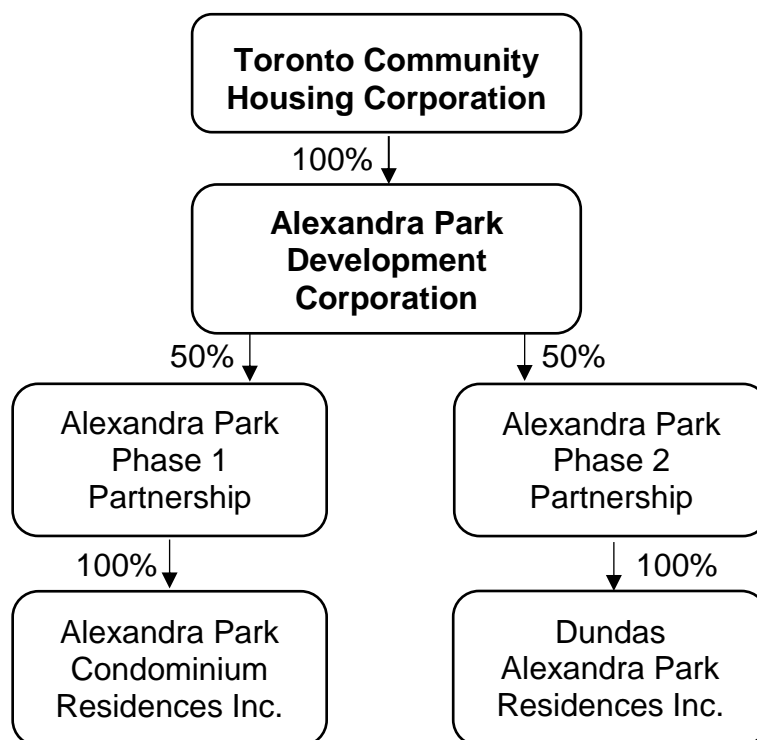 Toronto Community
Housing Corporation
100%
Alexandra Park
Development
Corporation
50%
50%
Alexandra Park
Phase 1
Partnership
Alexandra Park
Phase 2
Partnership
100%
100%
Alexandra Park
Condominium
Residences Inc.
Dundas
Alexandra Park
Residences Inc.